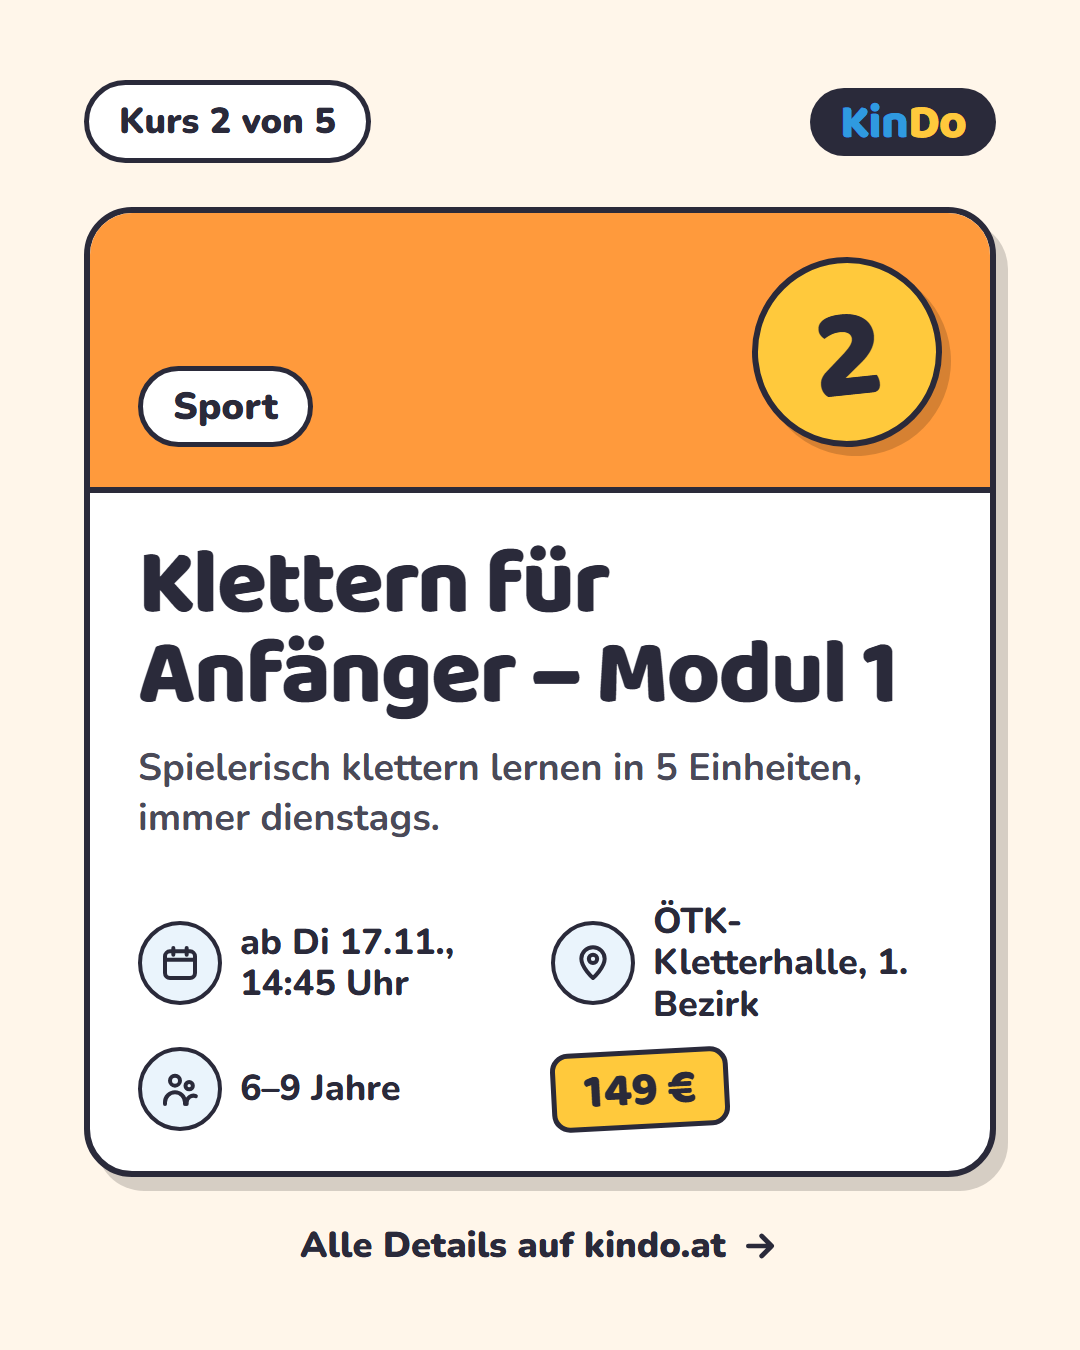 Kurs 2 von 5
KinDo
2
Sport
Klettern für
Anfänger – Modul 1
Spielerisch klettern lernen in 5 Einheiten,
immer dienstags.
ab Di 17.11.,
14:45 Uhr
ÖTK-
Kletterhalle, 1.
Bezirk
6–9 Jahre
149 €
Alle Details auf kindo.at →